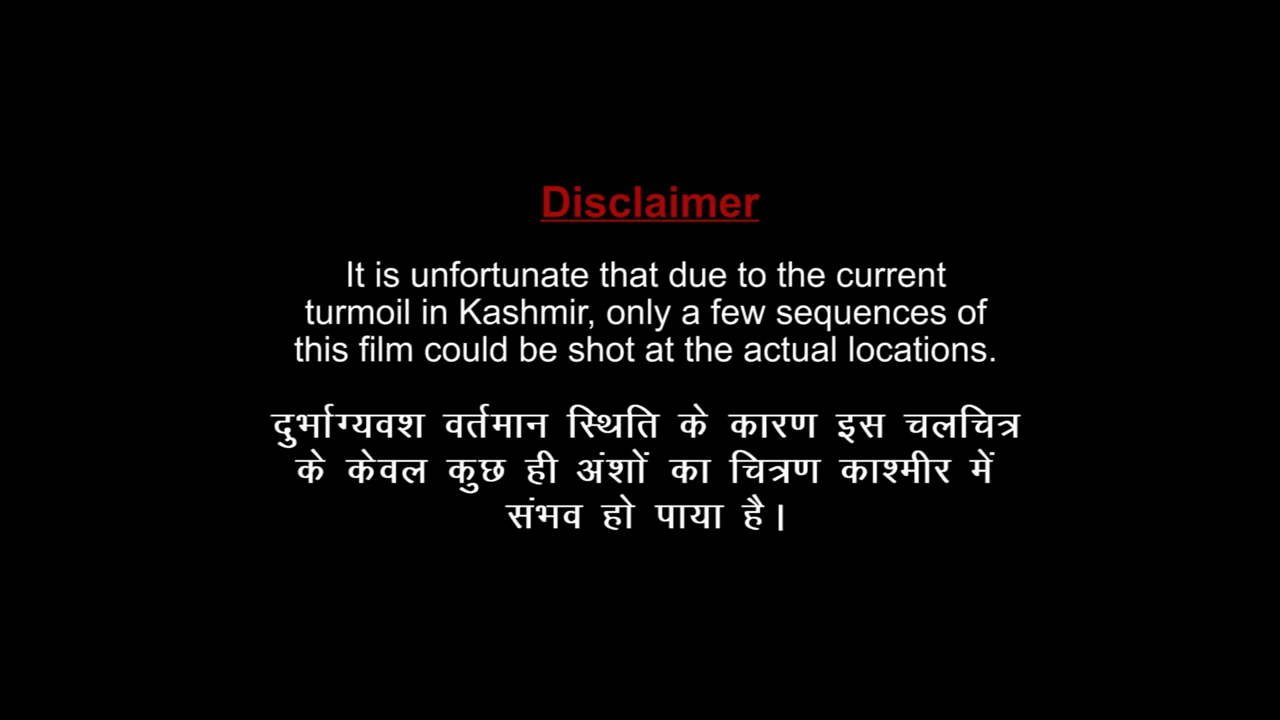 Disclaimer
It is unfortunate that due to the current
turmoil in Kashmir, only a few sequences of
this film could be shot at the actual locations.
दुर्भाग्यवश वर्तमान स्थिति के कारण इस चलचित्र
के केवल कुछ ही अंशों का चित्रण काश्मीर में
संभव हो पाया है।